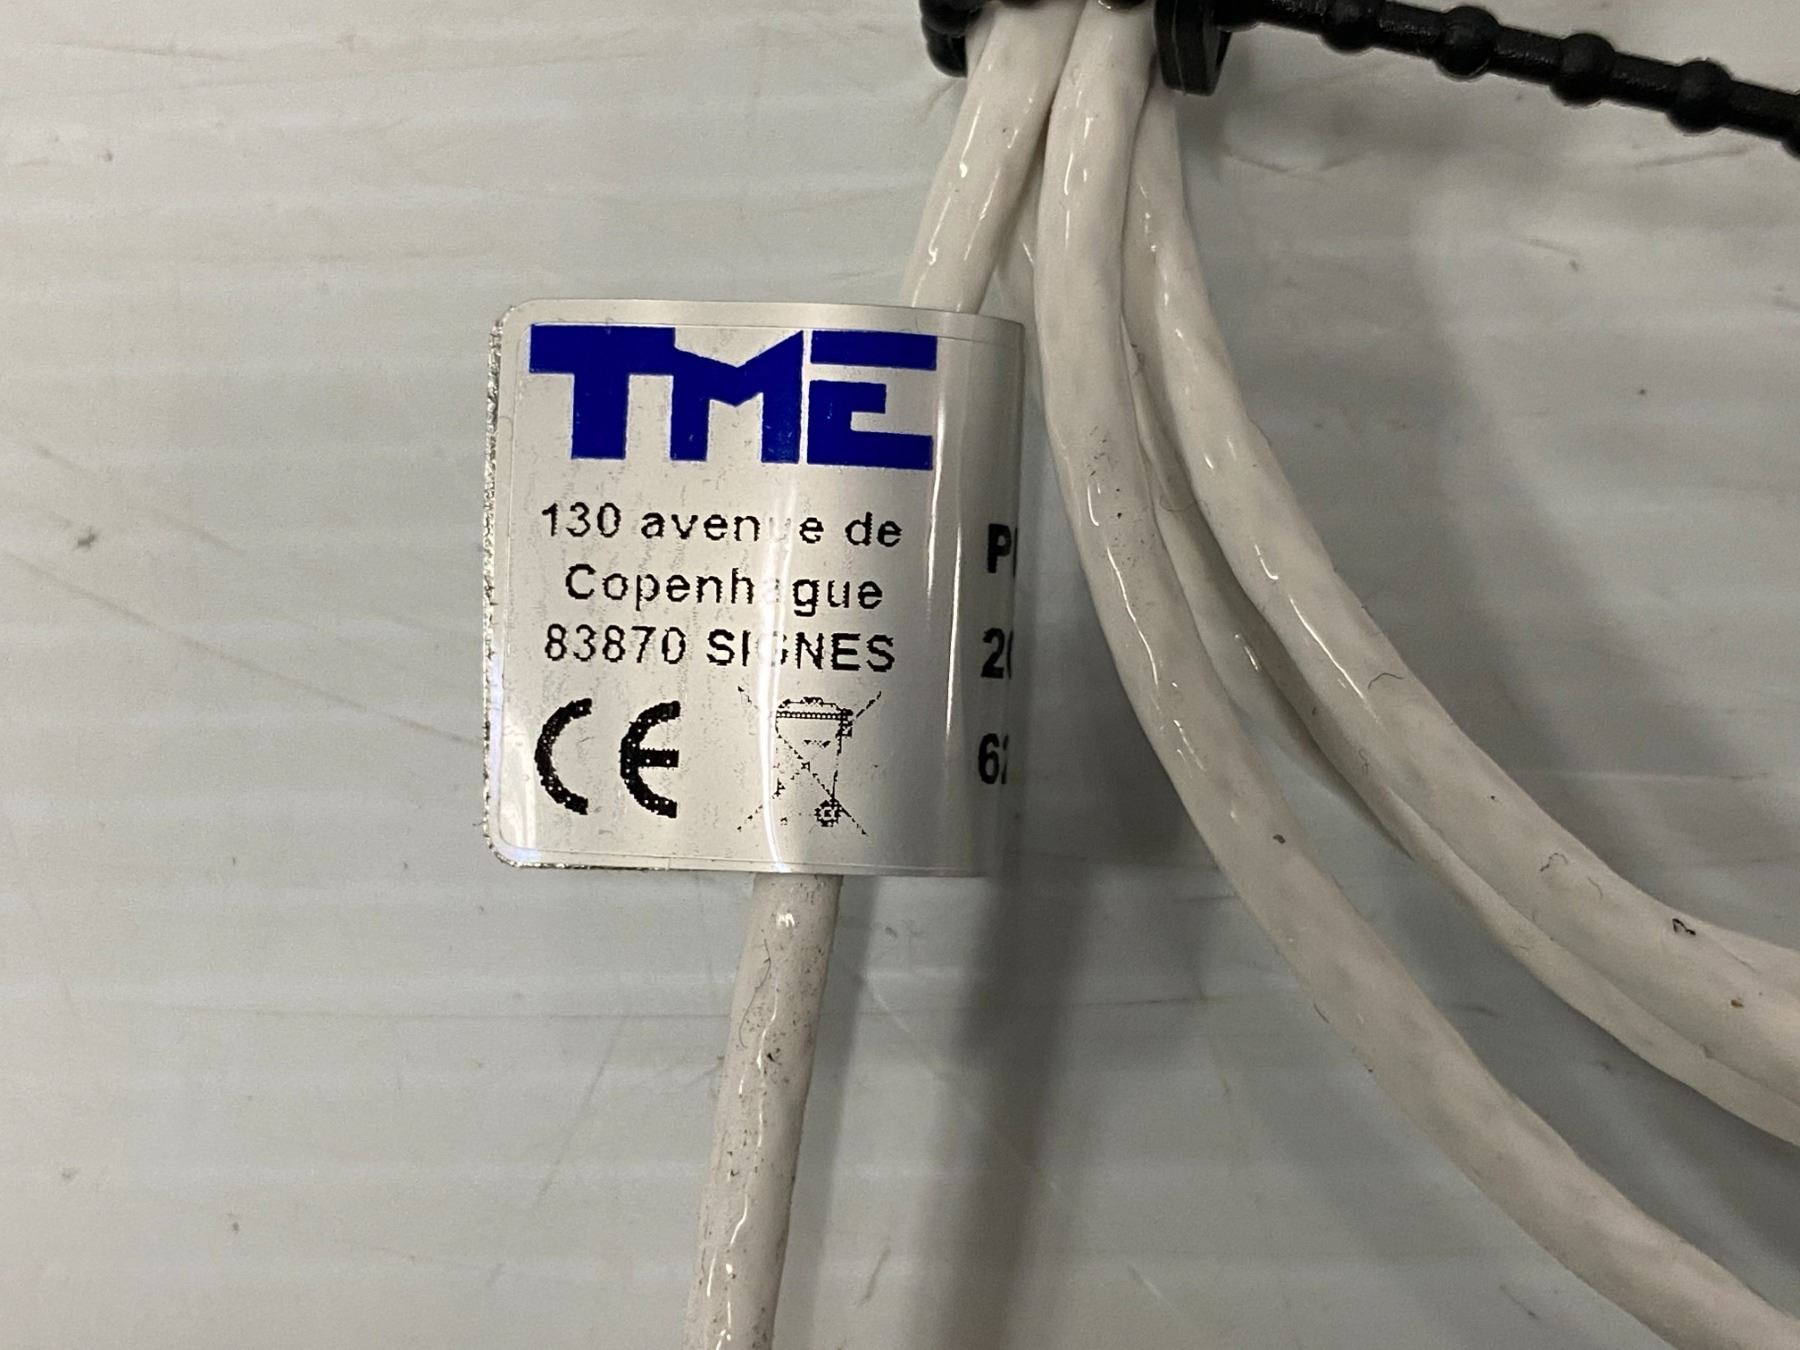 TME
130 avenue de
Copenhague
83870 SIGNES
CE